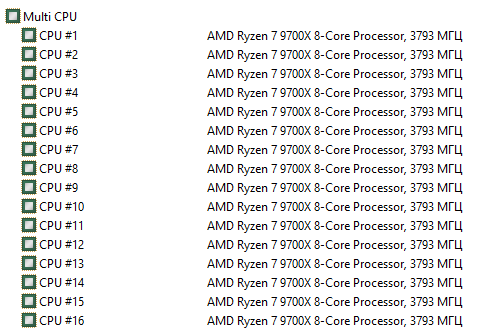 Multi CPU
CPU #1 AMD Ryzen 7 9700X 8-Core Processor, 3793 МГЦ
CPU #2 AMD Ryzen 7 9700X 8-Core Processor, 3793 МГЦ
CPU #3 AMD Ryzen 7 9700X 8-Core Processor, 3793 МГЦ
CPU #4 AMD Ryzen 7 9700X 8-Core Processor, 3793 МГЦ
CPU #5 AMD Ryzen 7 9700X 8-Core Processor, 3793 МГЦ
CPU #6 AMD Ryzen 7 9700X 8-Core Processor, 3793 МГЦ
CPU #7 AMD Ryzen 7 9700X 8-Core Processor, 3793 МГЦ
CPU #8 AMD Ryzen 7 9700X 8-Core Processor, 3793 МГЦ
CPU #9 AMD Ryzen 7 9700X 8-Core Processor, 3793 МГЦ
CPU #10 AMD Ryzen 7 9700X 8-Core Processor, 3793 МГЦ
CPU #11 AMD Ryzen 7 9700X 8-Core Processor, 3793 МГЦ
CPU #12 AMD Ryzen 7 9700X 8-Core Processor, 3793 МГЦ
CPU #13 AMD Ryzen 7 9700X 8-Core Processor, 3793 МГЦ
CPU #14 AMD Ryzen 7 9700X 8-Core Processor, 3793 МГЦ
CPU #15 AMD Ryzen 7 9700X 8-Core Processor, 3793 МГЦ
CPU #16 AMD Ryzen 7 9700X 8-Core Processor, 3793 МГЦ